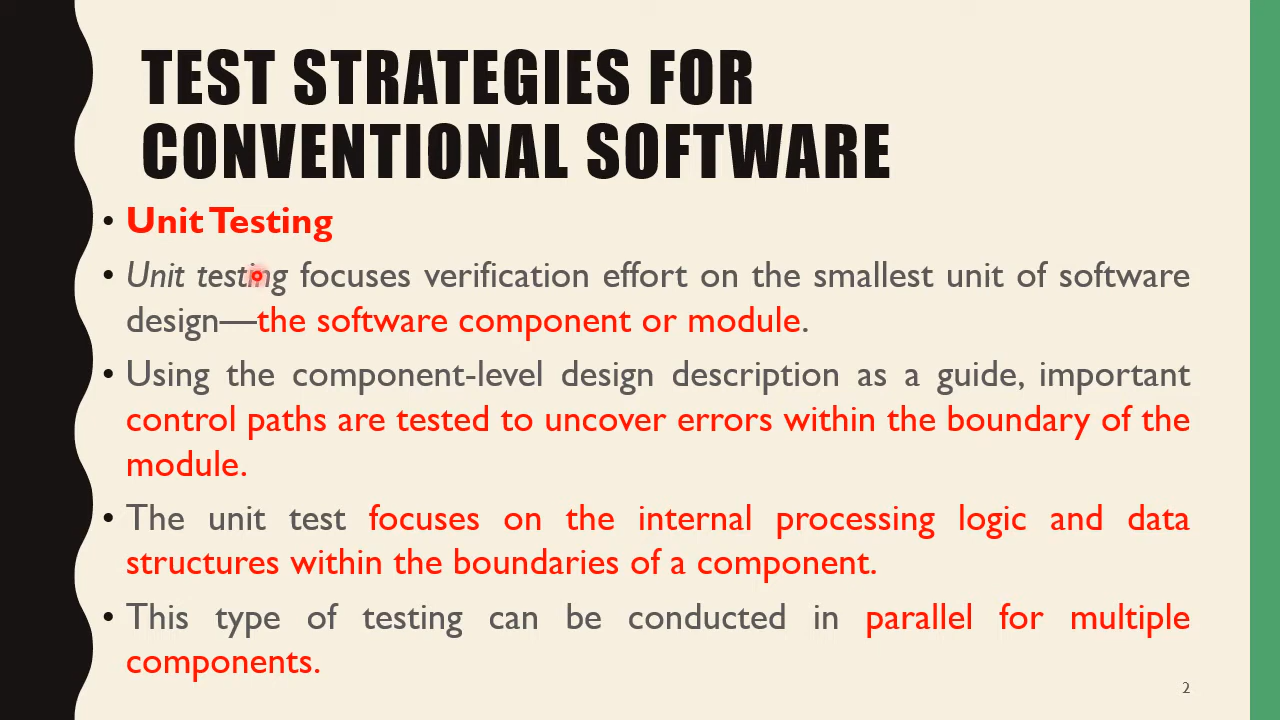 TEST STRATEGIES FOR
CONVENTIONAL SOFTWARE
• Unit Testing
• Unit testing focuses verification effort on the smallest unit of software
design—the software component or module.
• Using the component-level design description as a guide, important
control paths are tested to uncover errors within the boundary of the
module.
• The unit test focuses on the internal processing logic and data
structures within the boundaries of a component.
• This type of testing can be conducted in parallel for multiple
components.
2